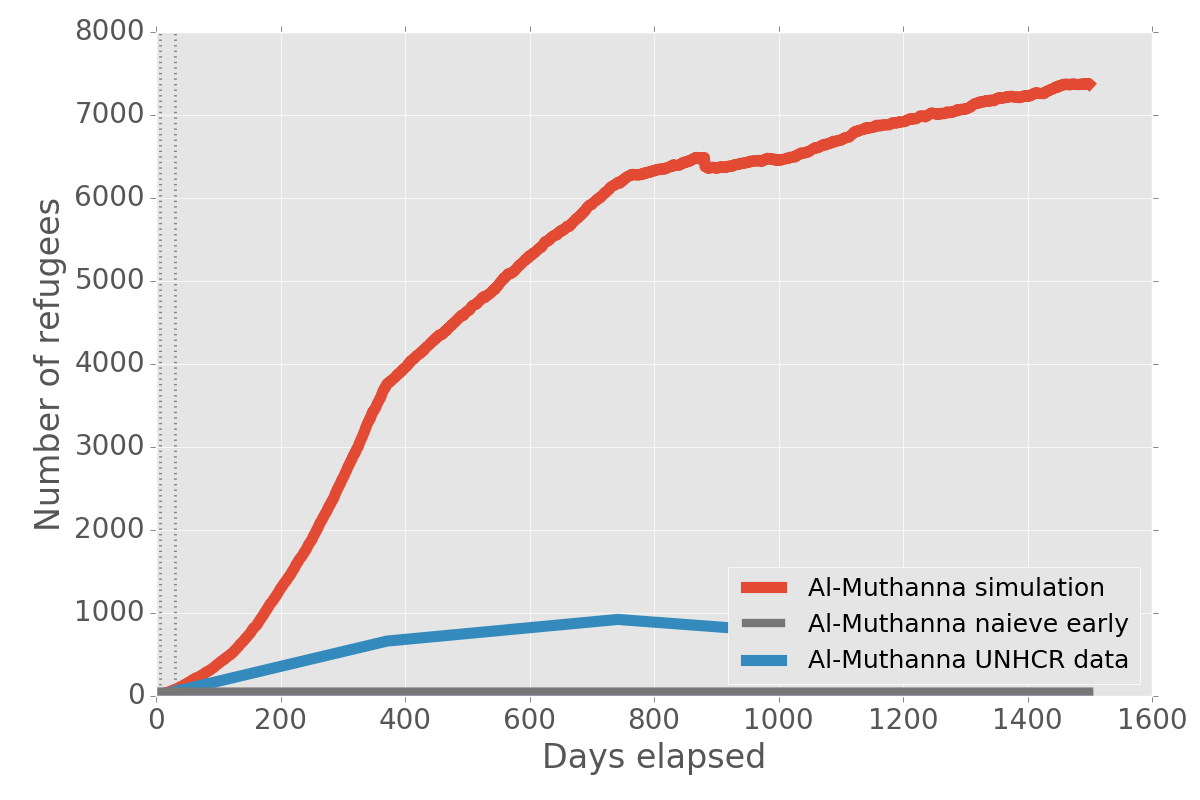 8000
7000
6000
5000
4000
3000
2000
1000
0
Number of refugees
Al-Muthanna simulation
Al-Muthanna naieve early
Al-Muthanna UNHCR data
0 200 400 600 800 1000 1200 1400 1600
Days elapsed